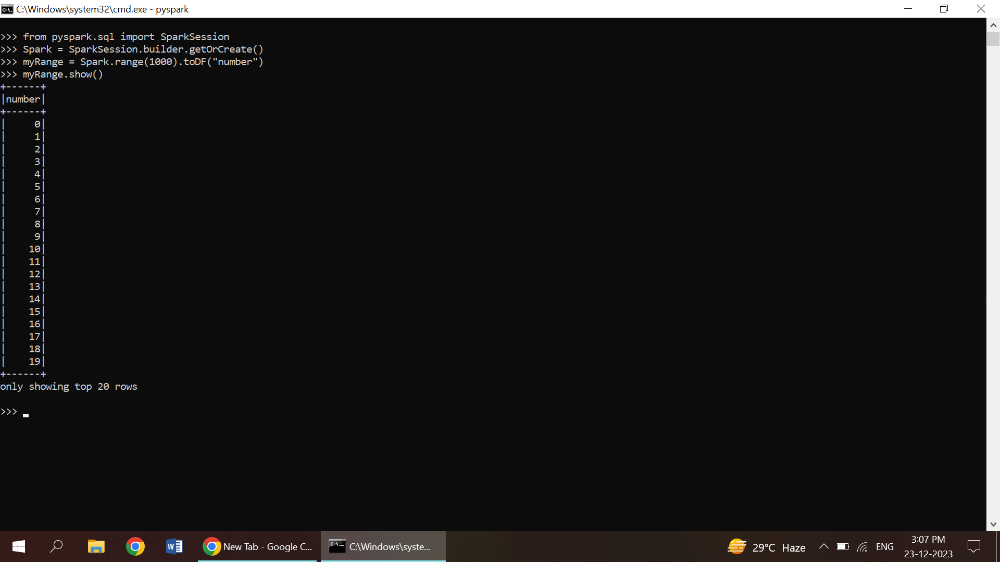 C:\Windows\system32\cmd.exe - pyspark
>>> from pyspark.sql import SparkSession
>>> Spark = SparkSession.builder.getOrCreate()
>>> myRange = Spark.range(1000).toDF("number")
>>> myRange.show()
+------+
|number|
+------+
|     0|
|     1|
|     2|
|     3|
|     4|
|     5|
|     6|
|     7|
|     8|
|     9|
|    10|
|    11|
|    12|
|    13|
|    14|
|    15|
|    16|
|    17|
|    18|
|    19|
+------+
only showing top 20 rows
>>>
New Tab - Google C...
C:\Windows\syste...
29°C Haze
ENG
3:07 PM
23-12-2023